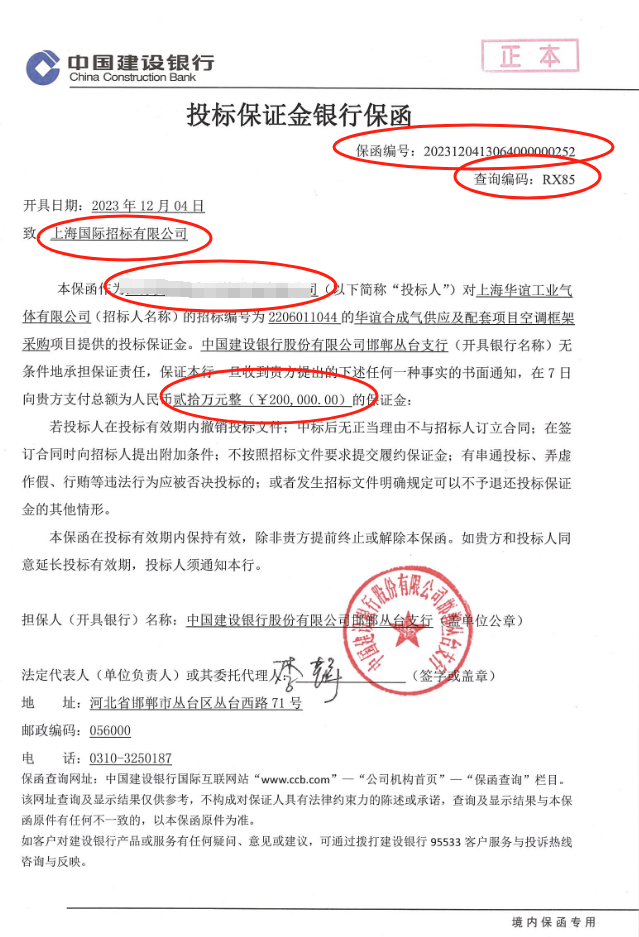 中国建设银行
China Construction Bank
正本
投标保证金银行保函
保函编号：2023120413064000000252
查询编码：RX85
开具日期：2023 年 12 月 04 日
致：上海国际招标有限公司
本保函作为 司（以下简称“投标人”）对上海华谊工业气
体有限公司（招标人名称）的招标编号为 2206011044 的华谊合成气供应及配套项目空调框架
采购项目提供的投标保证金。中国建设银行股份有限公司邯郸丛台支行（开具银行名称）无
条件地承担保证责任，保证本行一旦收到贵方提出的下述任何一种事实的书面通知，在 7 日
向贵方支付总额为人民币贰拾万元整（￥200,000.00）的保证金：
若投标人在投标有效期内撤销投标文件；中标后无正当理由不与招标人订立合同；在签
订合同时向招标人提出附加条件；不按照招标文件要求提交履约保证金；有串通投标、弄虚
作假、行贿等违法行为应被否决投标的；或者发生招标文件明确规定可以不予退还投标保证
金的其他情形。
本保函在投标有效期内保持有效，除非贵方提前终止或解除本保函。如贵方和投标人同
意延长投标有效期，投标人须通知本行。
担保人（开具银行）名称：中国建设银行股份有限公司邯郸丛台支行（盖单位公章）
中国建设银行股份有限公司邯郸丛台支行
法定代表人（单位负责人）或其委托代理人： （签字或盖章）
地 址：河北省邯郸市丛台区丛台西路 71 号
邮政编码：056000
电 话：0310-3250187
保函查询网址：中国建设银行国际互联网站“www.ccb.com”—“公司机构首页”—“保函查询”栏目。
该网址查询及显示结果仅供参考，不构成对保证人具有法律约束力的陈述或承诺，查询及显示结果与本保
函原件有任何不一致的，以本保函原件为准。
如客户对建设银行产品或服务有任何疑问、意见或建议，可通过拨打建设银行 95533 客户服务与投诉热线
咨询与反映。
境内保函专用